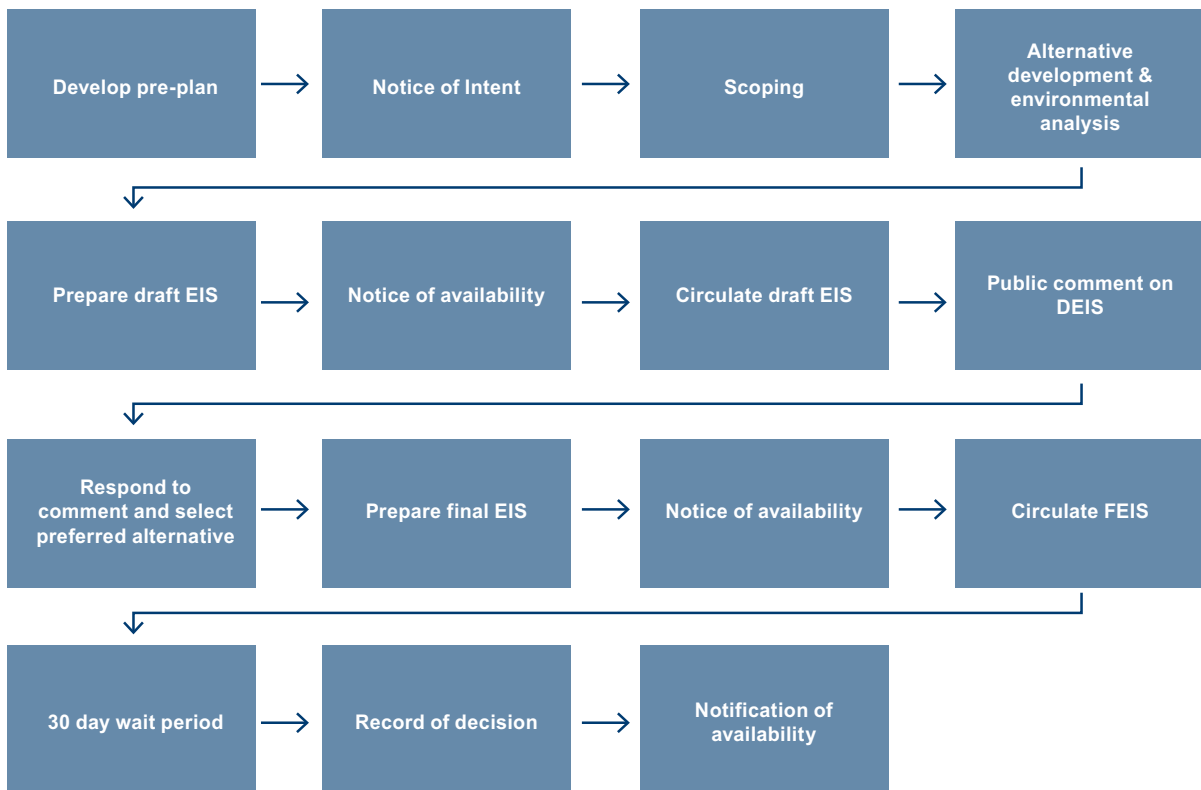 Develop pre-plan
Notice of Intent
Scoping
Alternative
development &
environmental
analysis
Prepare draft EIS
Notice of availability
Circulate draft EIS
Public comment on
DEIS
Respond to
comment and select
preferred alternative
Prepare final EIS
Notice of availability
Circulate FEIS
30 day wait period
Record of decision
Notification of
availability